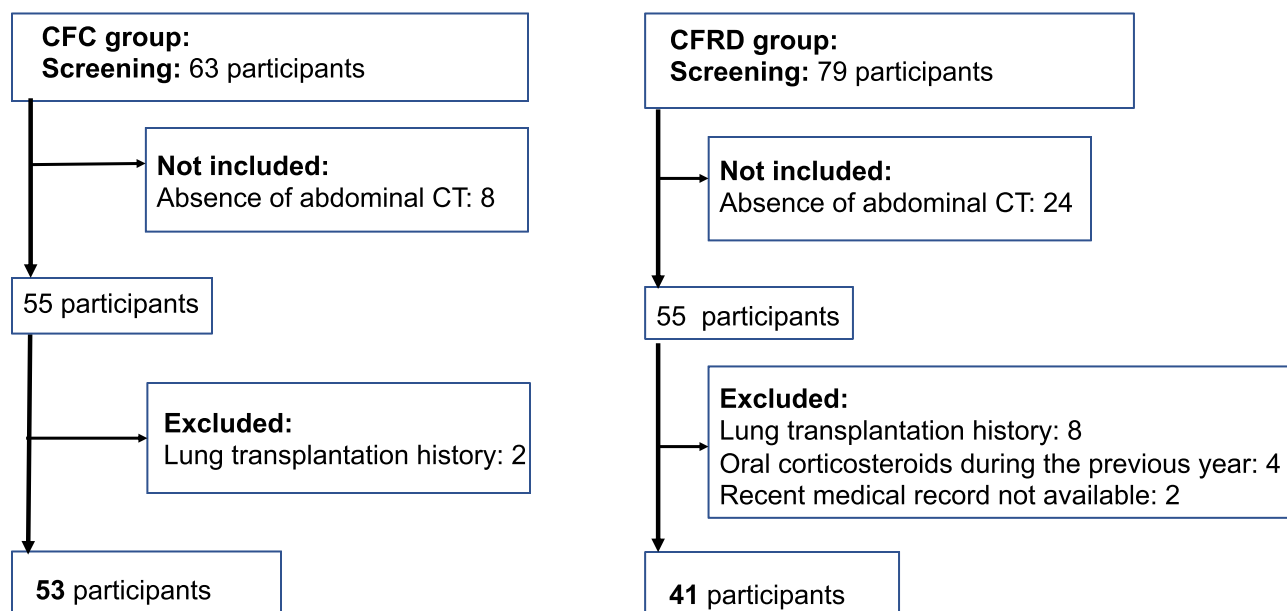 CFC group:
Screening: 63 participants
Not included:
Absence of abdominal CT: 8
55 participants
Excluded:
Lung transplantation history: 2
53 participants
CFRD group:
Screening: 79 participants
Not included:
Absence of abdominal CT: 24
55 participants
Excluded:
Lung transplantation history: 8
Oral corticosteroids during the previous year: 4
Recent medical record not available: 2
41 participants